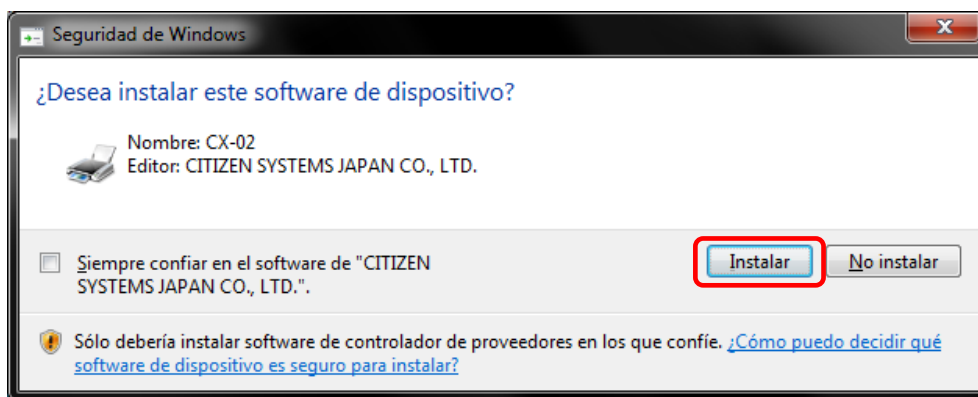 Seguridad de Windows
¿Desea instalar este software de dispositivo?
Nombre: CX-02
Editor: CITIZEN SYSTEMS JAPAN CO., LTD.
Siempre confiar en el software de "CITIZEN
SYSTEMS JAPAN CO., LTD.".
Instalar
No instalar
Sólo debería instalar software de controlador de proveedores en los que confíe. ¿Cómo puedo decidir qué
software de dispositivo es seguro para instalar?